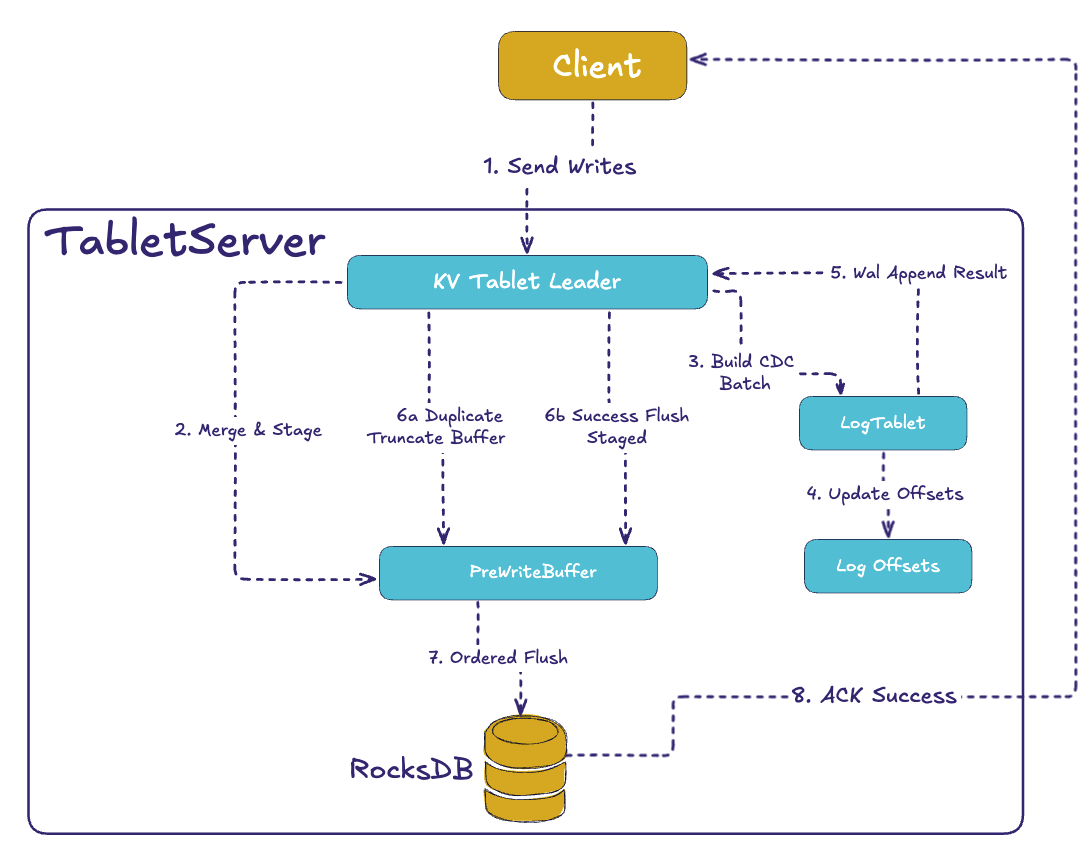 Client
1. Send Writes
TabletServer
KV Tablet Leader
5. Wal Append Result
3. Build CDC
Batch
2. Merge & Stage
6a Duplicate
Truncate Buffer
6b Success Flush
Staged
LogTablet
4. Update Offsets
PreWriteBuffer
Log Offsets
7. Ordered Flush
8. ACK Success
RocksDB